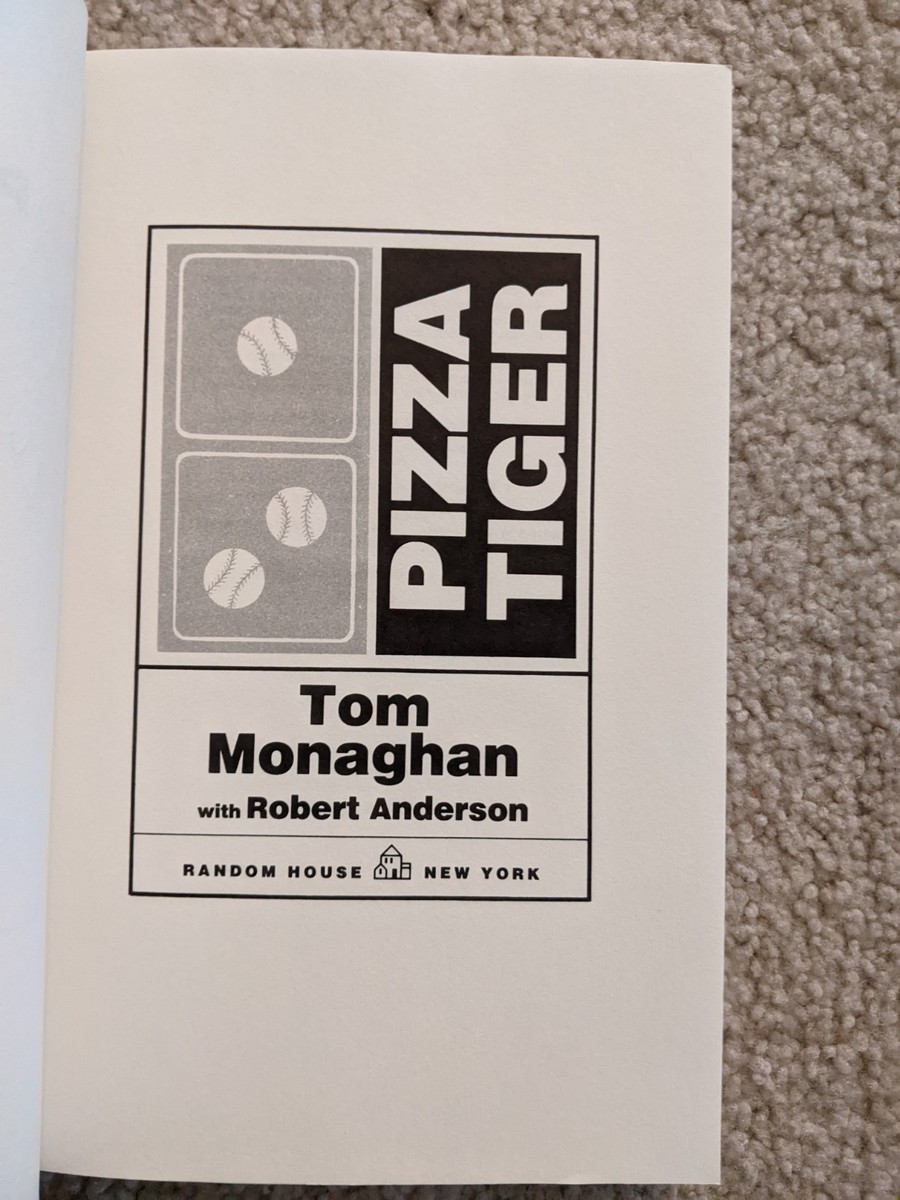 PIZZA
TIGER
Tom
Monaghan
with Robert Anderson
RANDOM HOUSE NEW YORK